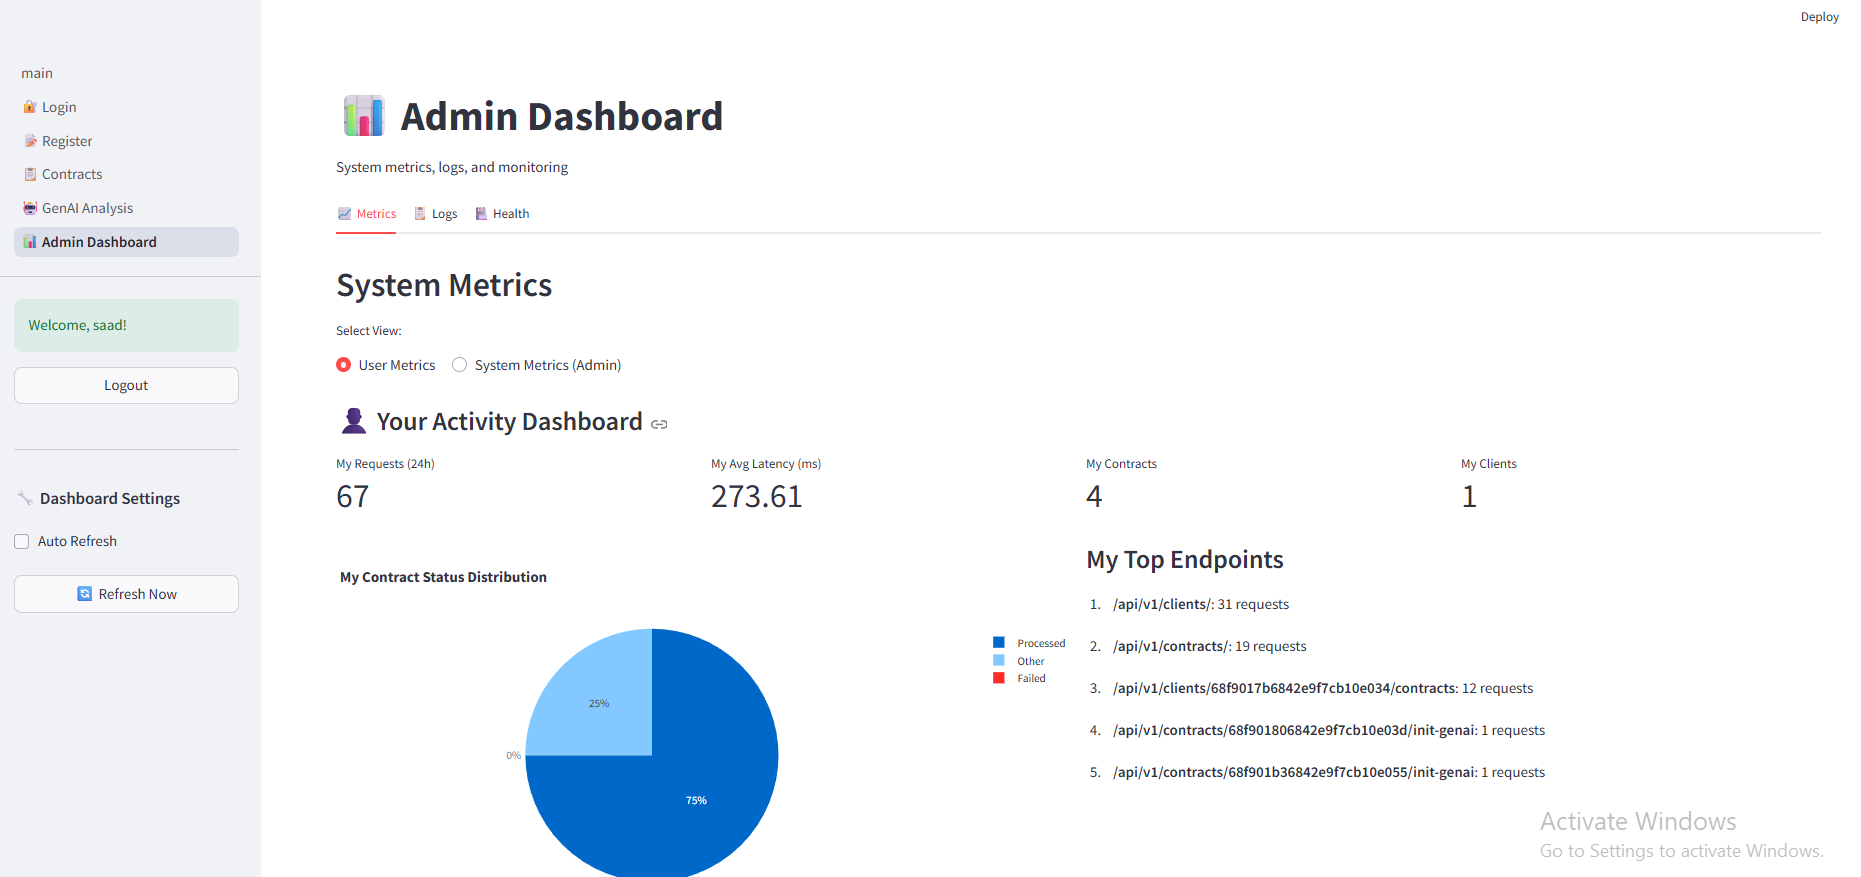 Deploy
main
Login
Register
Contracts
GenAI Analysis
Admin Dashboard
Welcome, saad!
Logout
Dashboard Settings
Auto Refresh
Refresh Now
Admin Dashboard
System metrics, logs, and monitoring
Metrics Logs Health
System Metrics
Select View:
User Metrics System Metrics (Admin)
Your Activity Dashboard
My Requests (24h)
67
My Avg Latency (ms)
273.61
My Contracts
4
My Clients
1
My Contract Status Distribution
25%
0%
75%
Processed
Other
Failed
My Top Endpoints
1. /api/v1/clients/: 31 requests
2. /api/v1/contracts/: 19 requests
3. /api/v1/clients/68f9017b6842e9f7cb10e034/contracts: 12 requests
4. /api/v1/contracts/68f901806842e9f7cb10e03d/init-genai: 1 requests
5. /api/v1/contracts/68f901b36842e9f7cb10e055/init-genai: 1 requests
Activate Windows
Go to Settings to activate Windows.